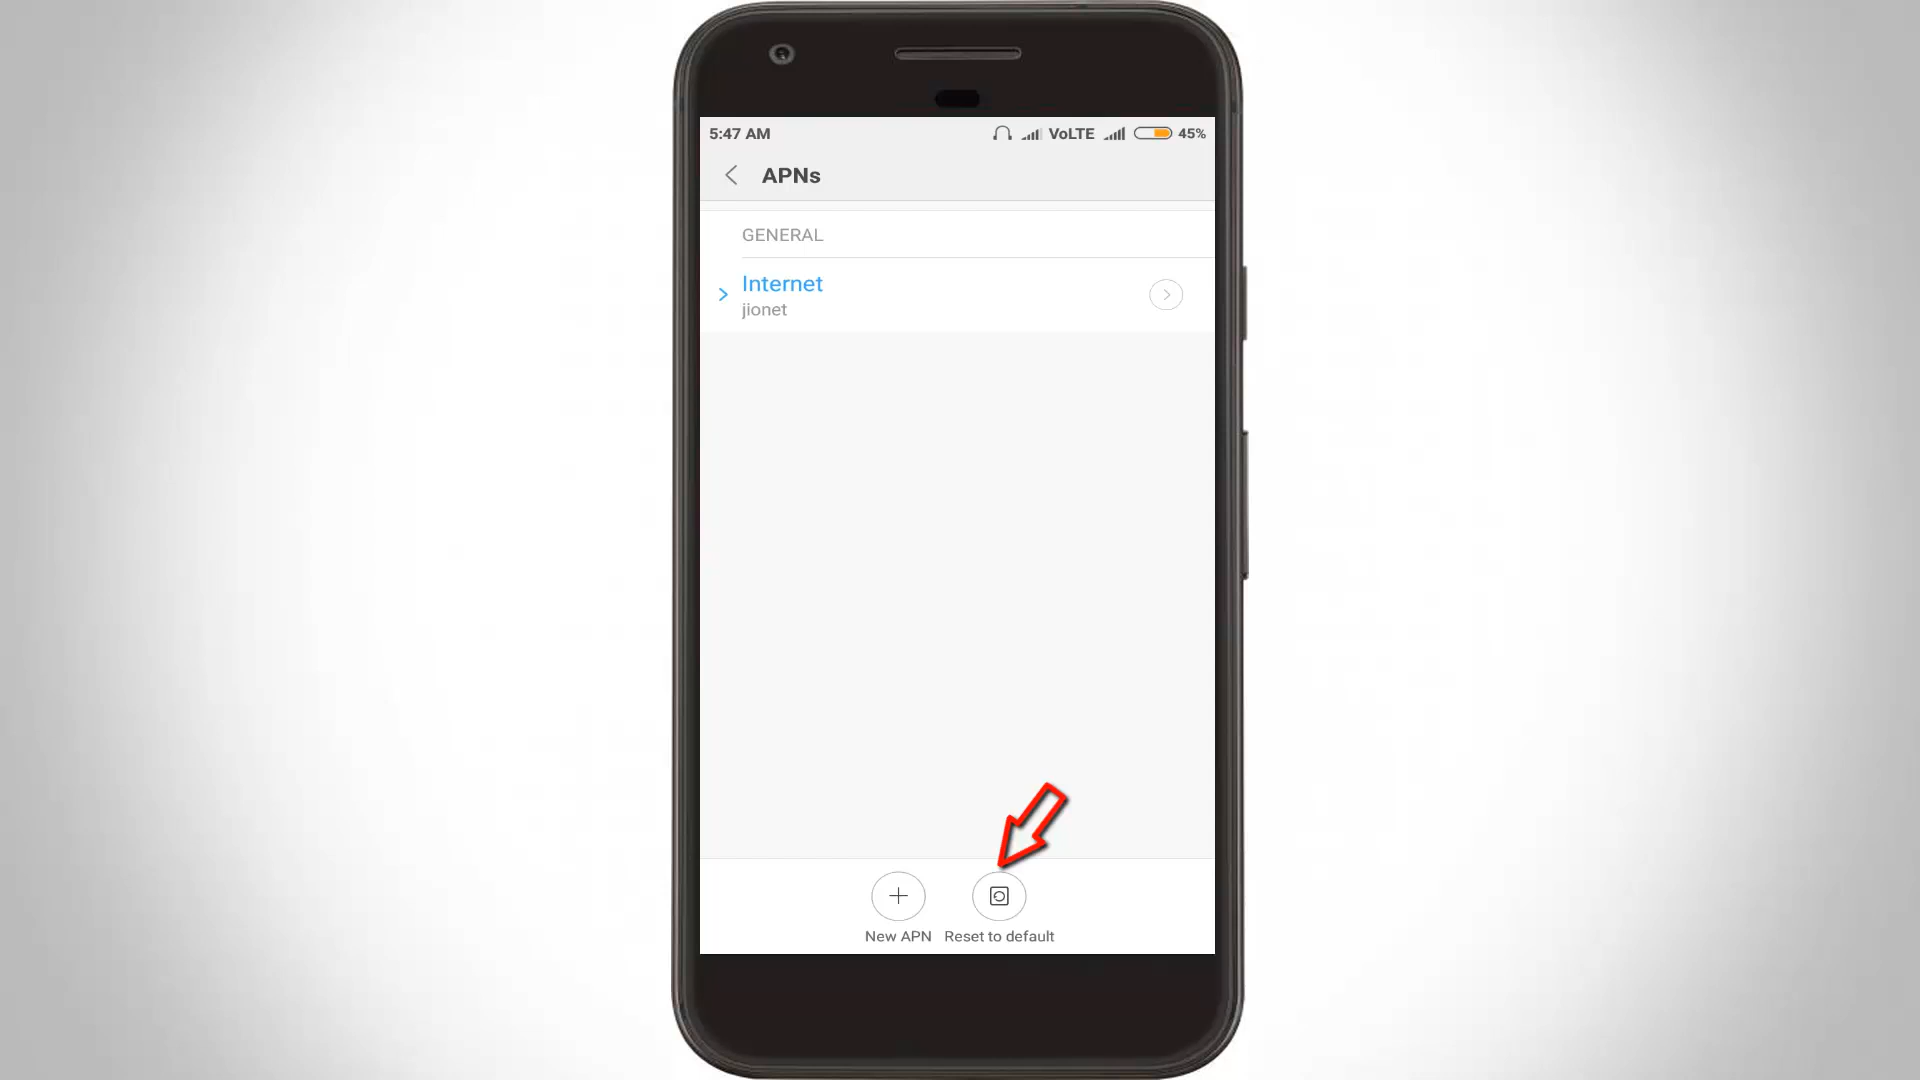 5:47 AM VoLTE 45%
APNs
GENERAL
Internet
jionet
New APN Reset to default